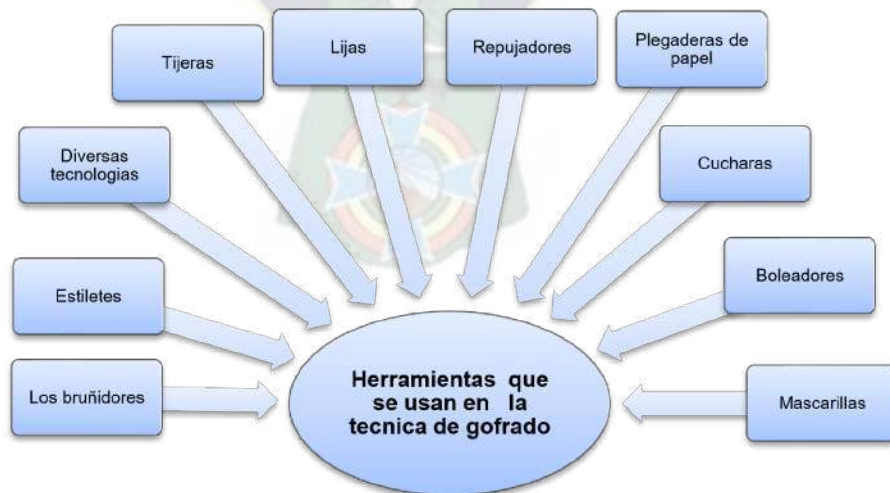 Tijeras
Lijas
Repujadores
Plegaderas de
papel
Diversas
tecnologias
Cucharas
Estiletes
Boleadores
Los bruñidores
Mascarillas
Herramientas que
se usan en la
tecnica de gofrado